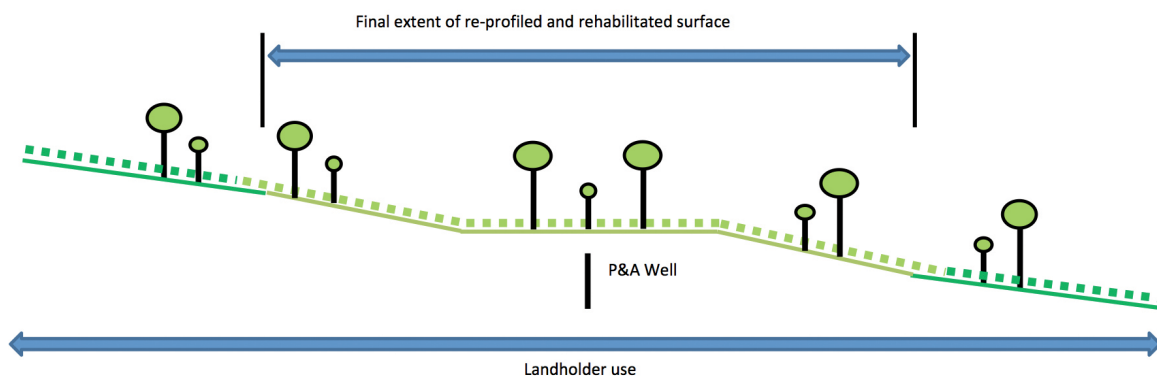 Final extent of re-profiled and rehabilitated surface
P&A Well
Landholder use